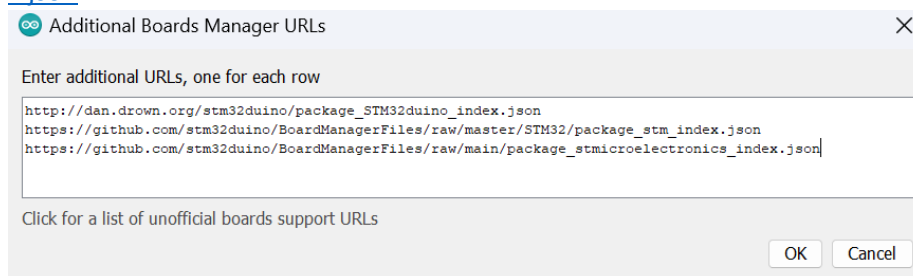 Additional Boards Manager URLs
Enter additional URLs, one for each row
http://dan.drown.org/stm32duino/package_STM32duino_index.json
https://github.com/stm32duino/BoardManagerFiles/raw/master/STM32/package_stm_index.json
https://github.com/stm32duino/BoardManagerFiles/raw/main/package_stmicroelectronics_index.json
Click for a list of unofficial boards support URLs
OK Cancel